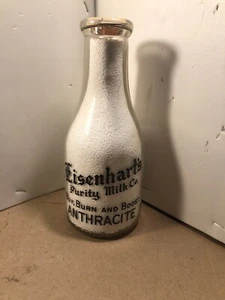 Eisenhart's
Purity Milk Co.
Burn and Boost
ANTHRACITE